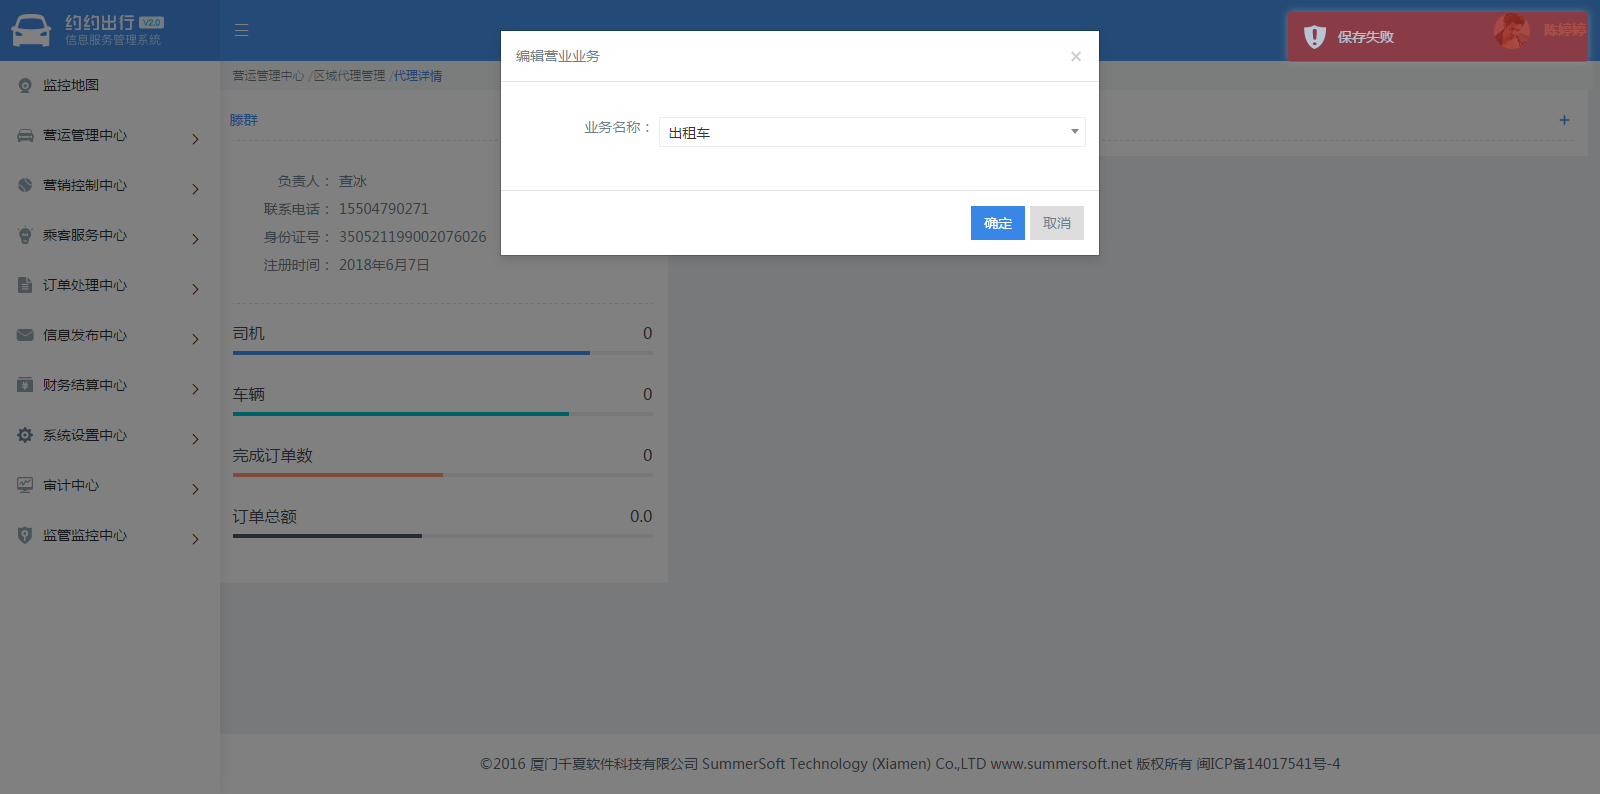 约约出行 V2.0
信息服务管理系统
保存失败
陈婷婷
编辑营业业务
×
业务名称：
出租车
确定
取消
监控地图
营运管理中心
营销控制中心
乘客服务中心
订单处理中心
信息发布中心
财务结算中心
系统设置中心
审计中心
监管监控中心
营运管理中心 /区域代理管理 /代理详情
滕群
+
负责人： 查冰
联系电话： 15504790271
身份证号： 350521199002076026
注册时间： 2018年6月7日
司机 0
车辆 0
完成订单数 0
订单总额 0.0
©2016 厦门千夏软件科技有限公司 SummerSoft Technology (Xiamen) Co.,LTD www.summersoft.net 版权所有 闽ICP备14017541号-4